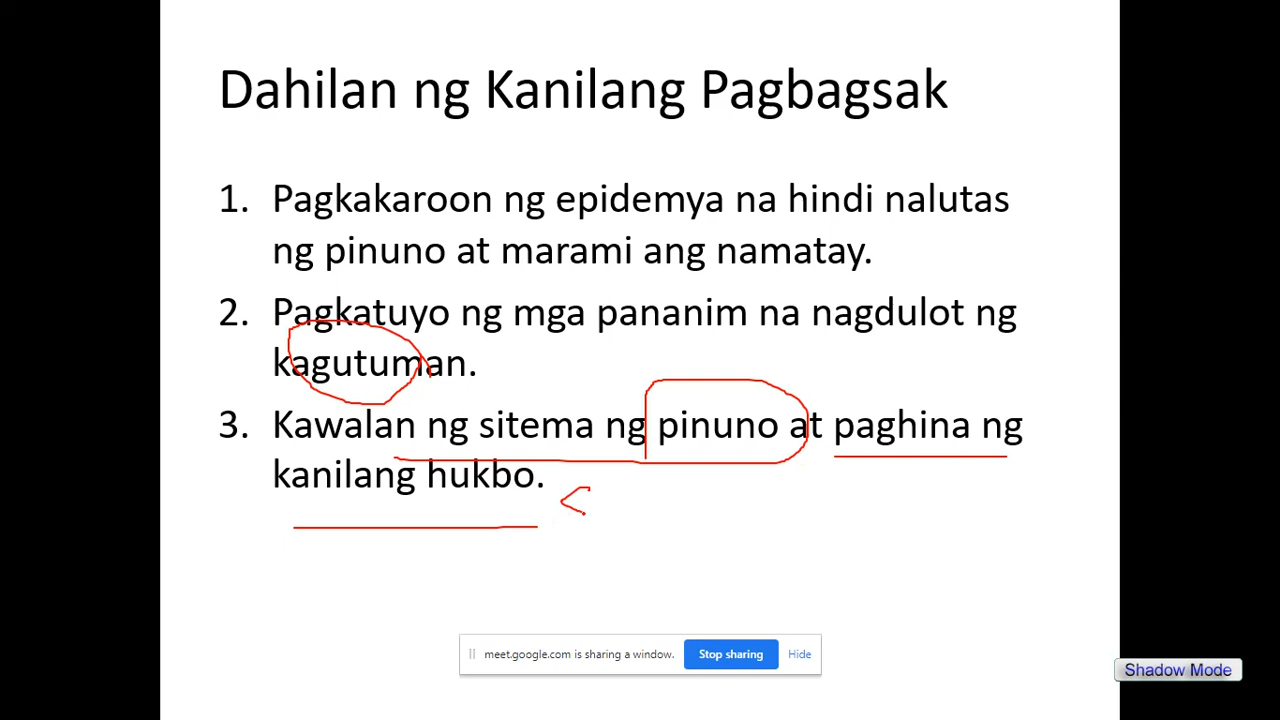 Dahilan ng Kanilang Pagbagsak
1. Pagkakaroon ng epidemya na hindi nalutas
ng pinuno at marami ang namatay.
2. Pagkatuyo ng mga pananim na nagdulot ng
kagutuman.
3. Kawalan ng sitema ng pinuno at paghina ng
kanilang hukbo.
meet.google.com is sharing a window. Stop sharing Hide
Shadow Mode